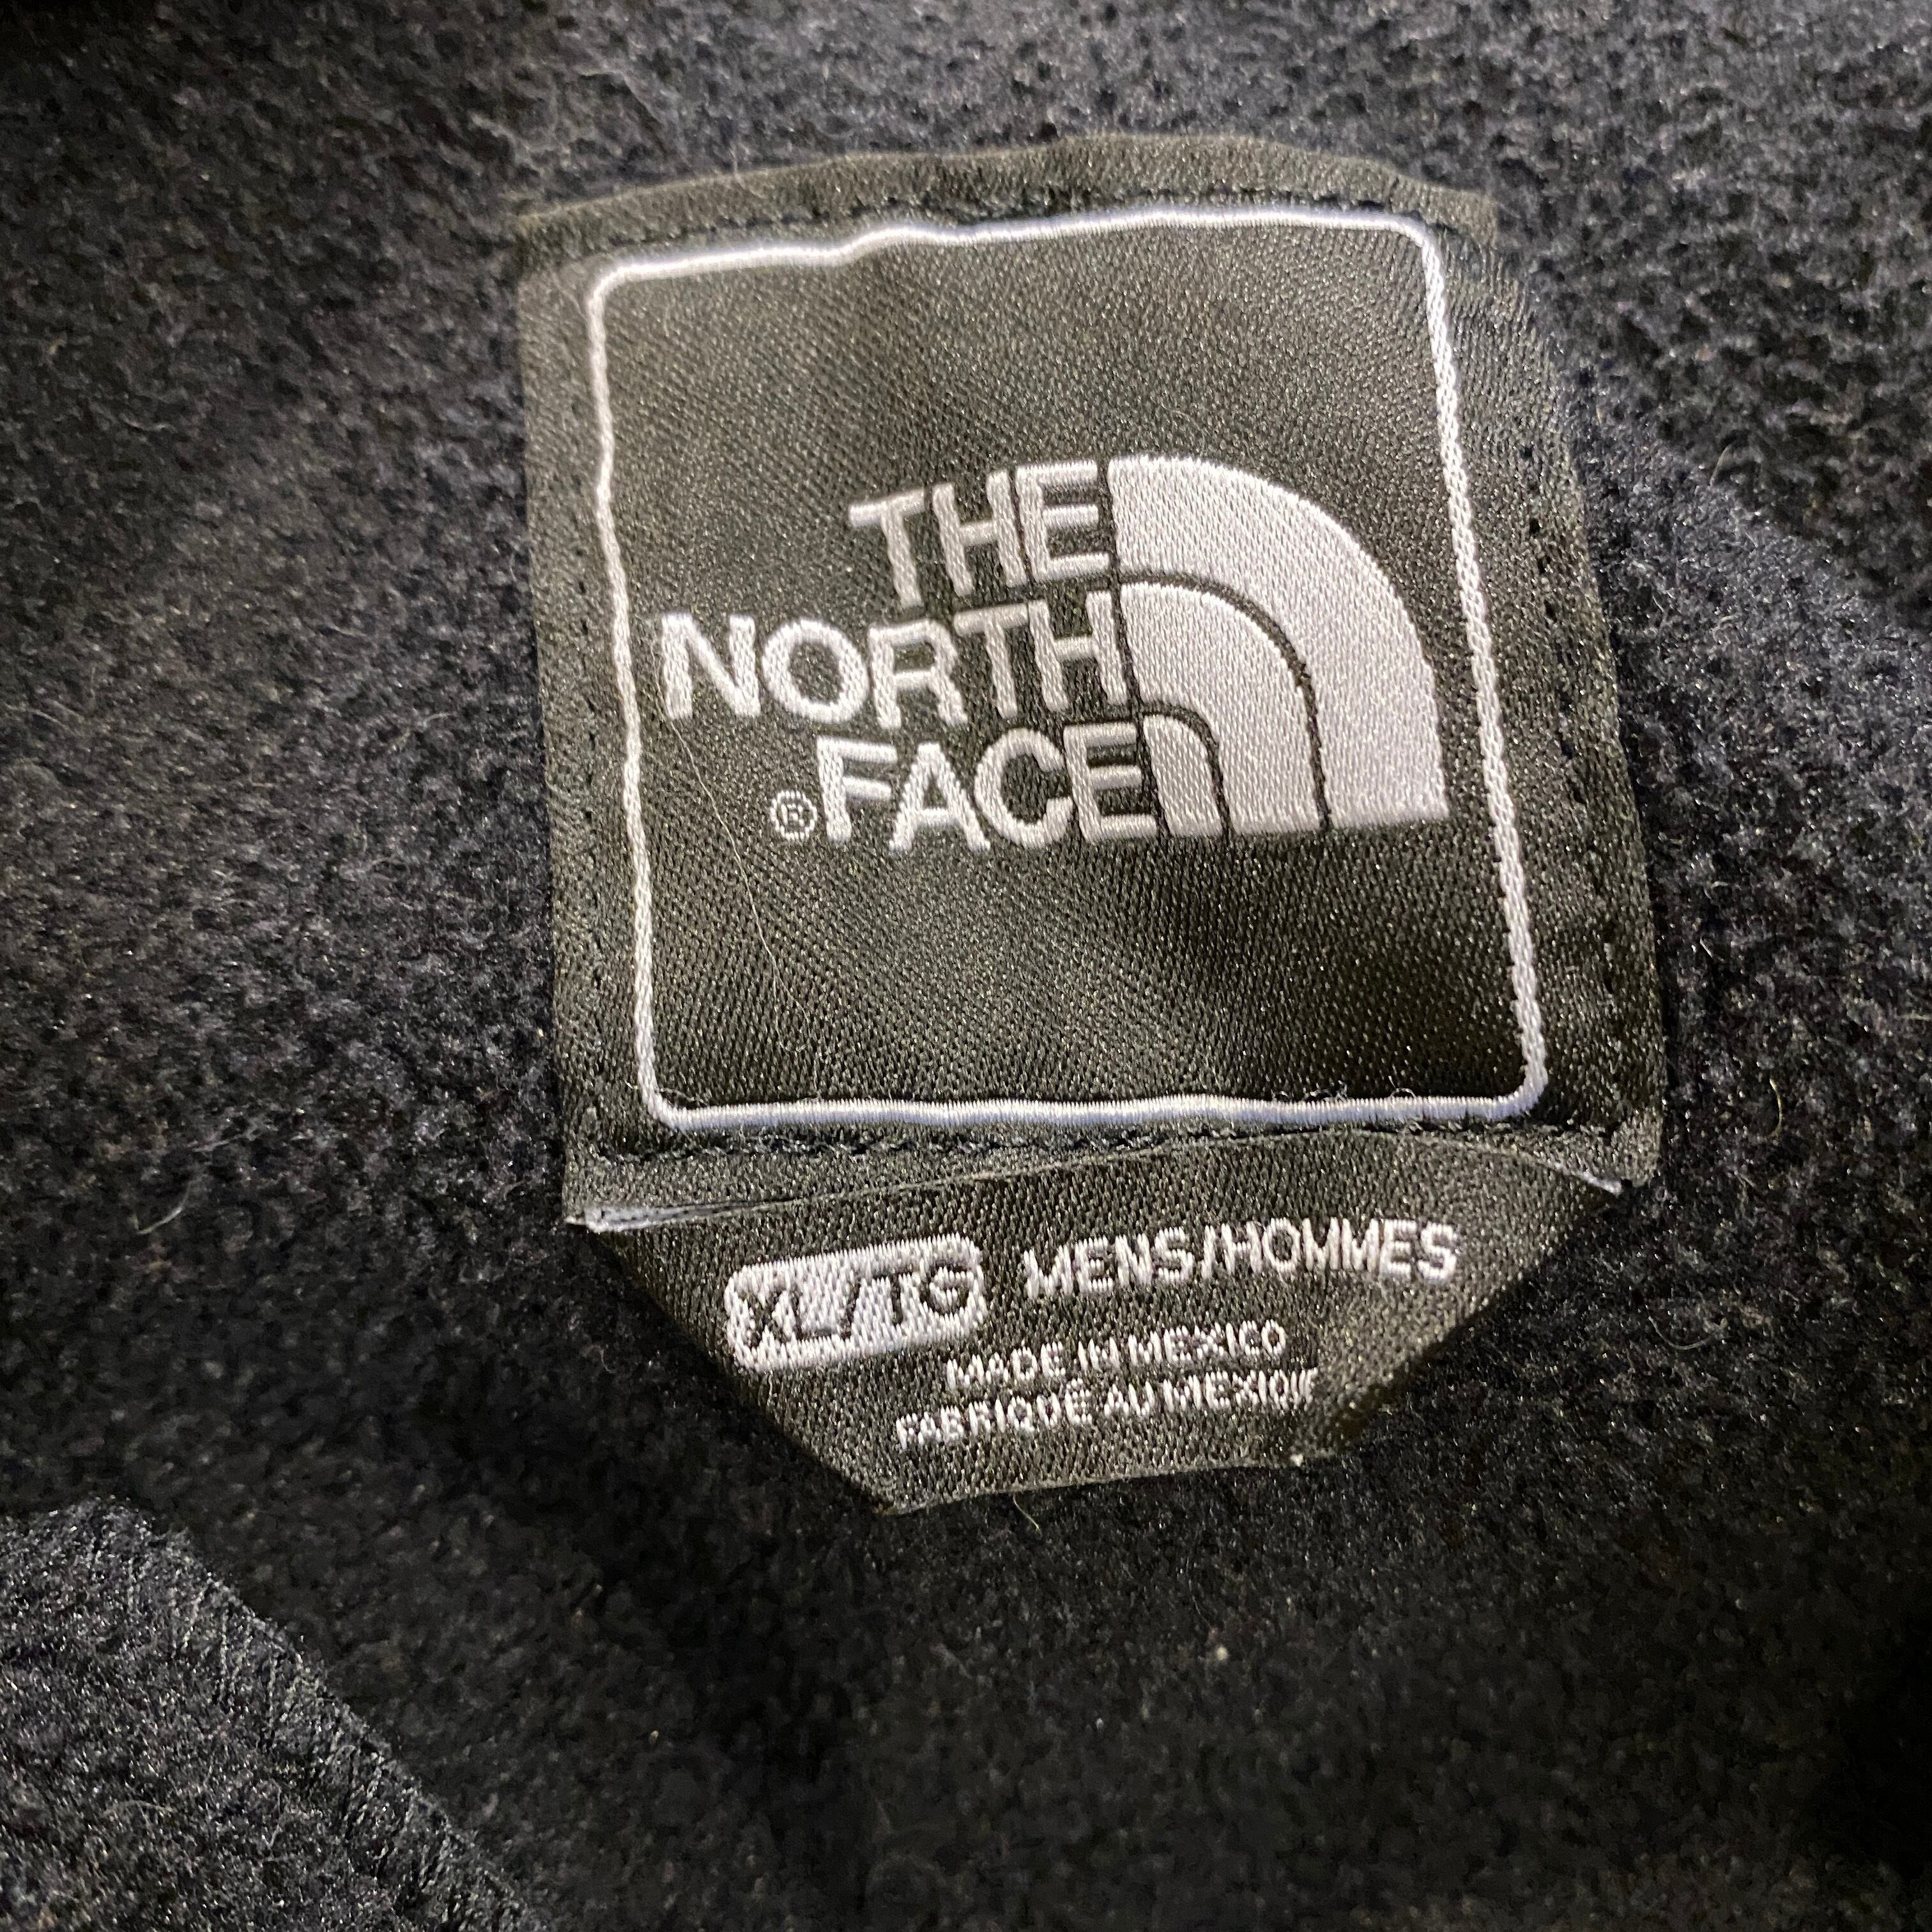 THE
NORTH
® FACE
XL/TG MENS/HOMMES
MADE IN MEXICO
FABRIQUÉ AU MEXIQUE